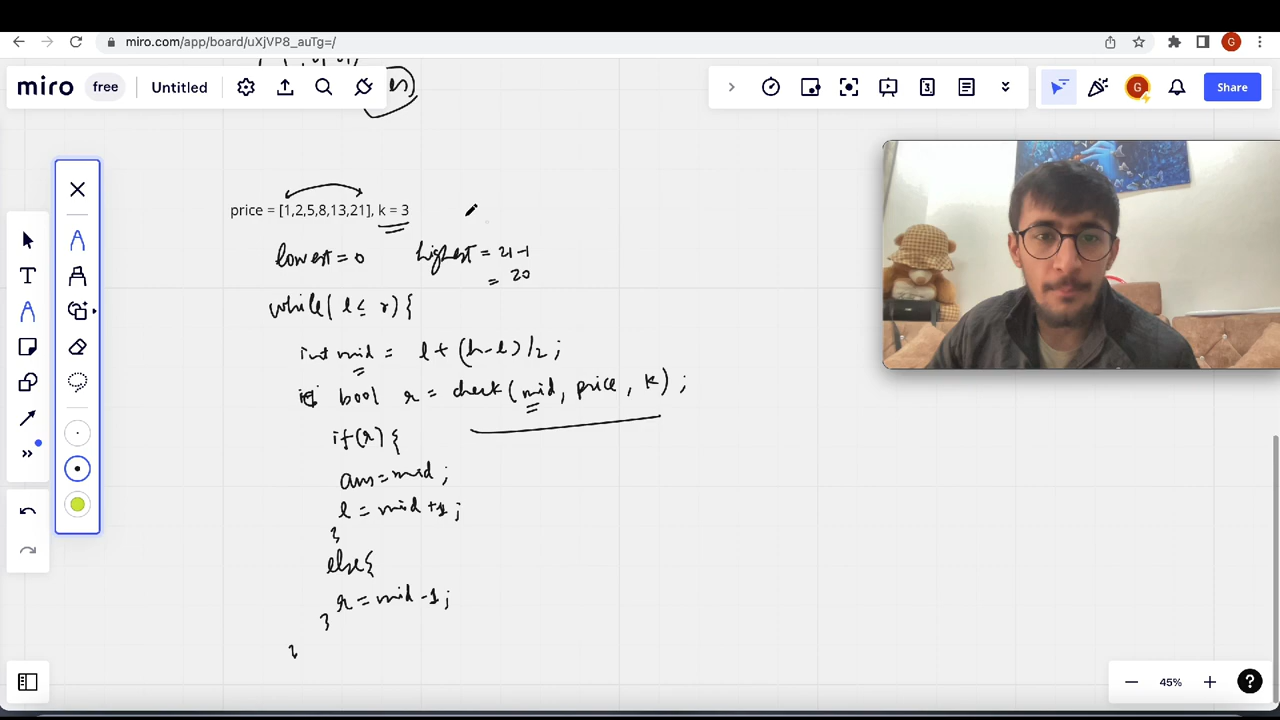 miro.com/app/board/uXjVP8_auTg=/
G
miro
free
Untitled
3
G
Share
price = [1,2,5,8,13,21], k = 3
lowest = 0 highest = 21-1
= 20
while( l ≤ r) {
int mid = l + (h-l)/2 ;
bool r = check(mid, price, k) ;
if(r) {
ans = mid ;
l = mid +1 ;
}
else{
r = mid -1 ;
}
}
T
45%
?